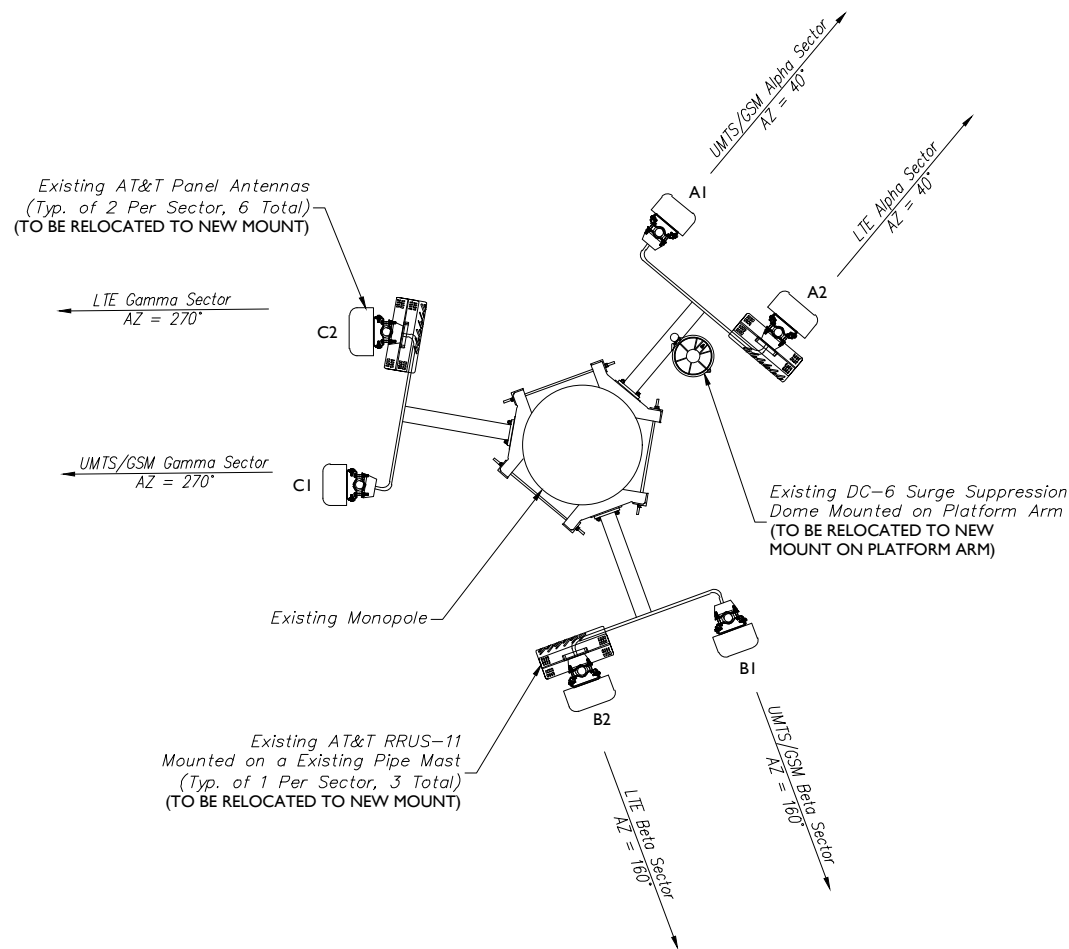 UMTS/GSM Alpha Sector
AZ = 40°
LTE Alpha Sector
AZ = 40°
A1
A2
Existing AT&T Panel Antennas
(Typ. of 2 Per Sector, 6 Total)
(TO BE RELOCATED TO NEW MOUNT)
LTE Gamma Sector
AZ = 270°
C2
UMTS/GSM Gamma Sector
AZ = 270°
C1
Existing DC-6 Surge Suppression
Dome Mounted on Platform Arm
(TO BE RELOCATED TO NEW
MOUNT ON PLATFORM ARM)
Existing Monopole
B1
B2
Existing AT&T RRUS-11
Mounted on a Existing Pipe Mast
(Typ. of 1 Per Sector, 3 Total)
(TO BE RELOCATED TO NEW MOUNT)
UMTS/GSM Beta Sector
AZ = 160°
LTE Beta Sector
AZ = 160°